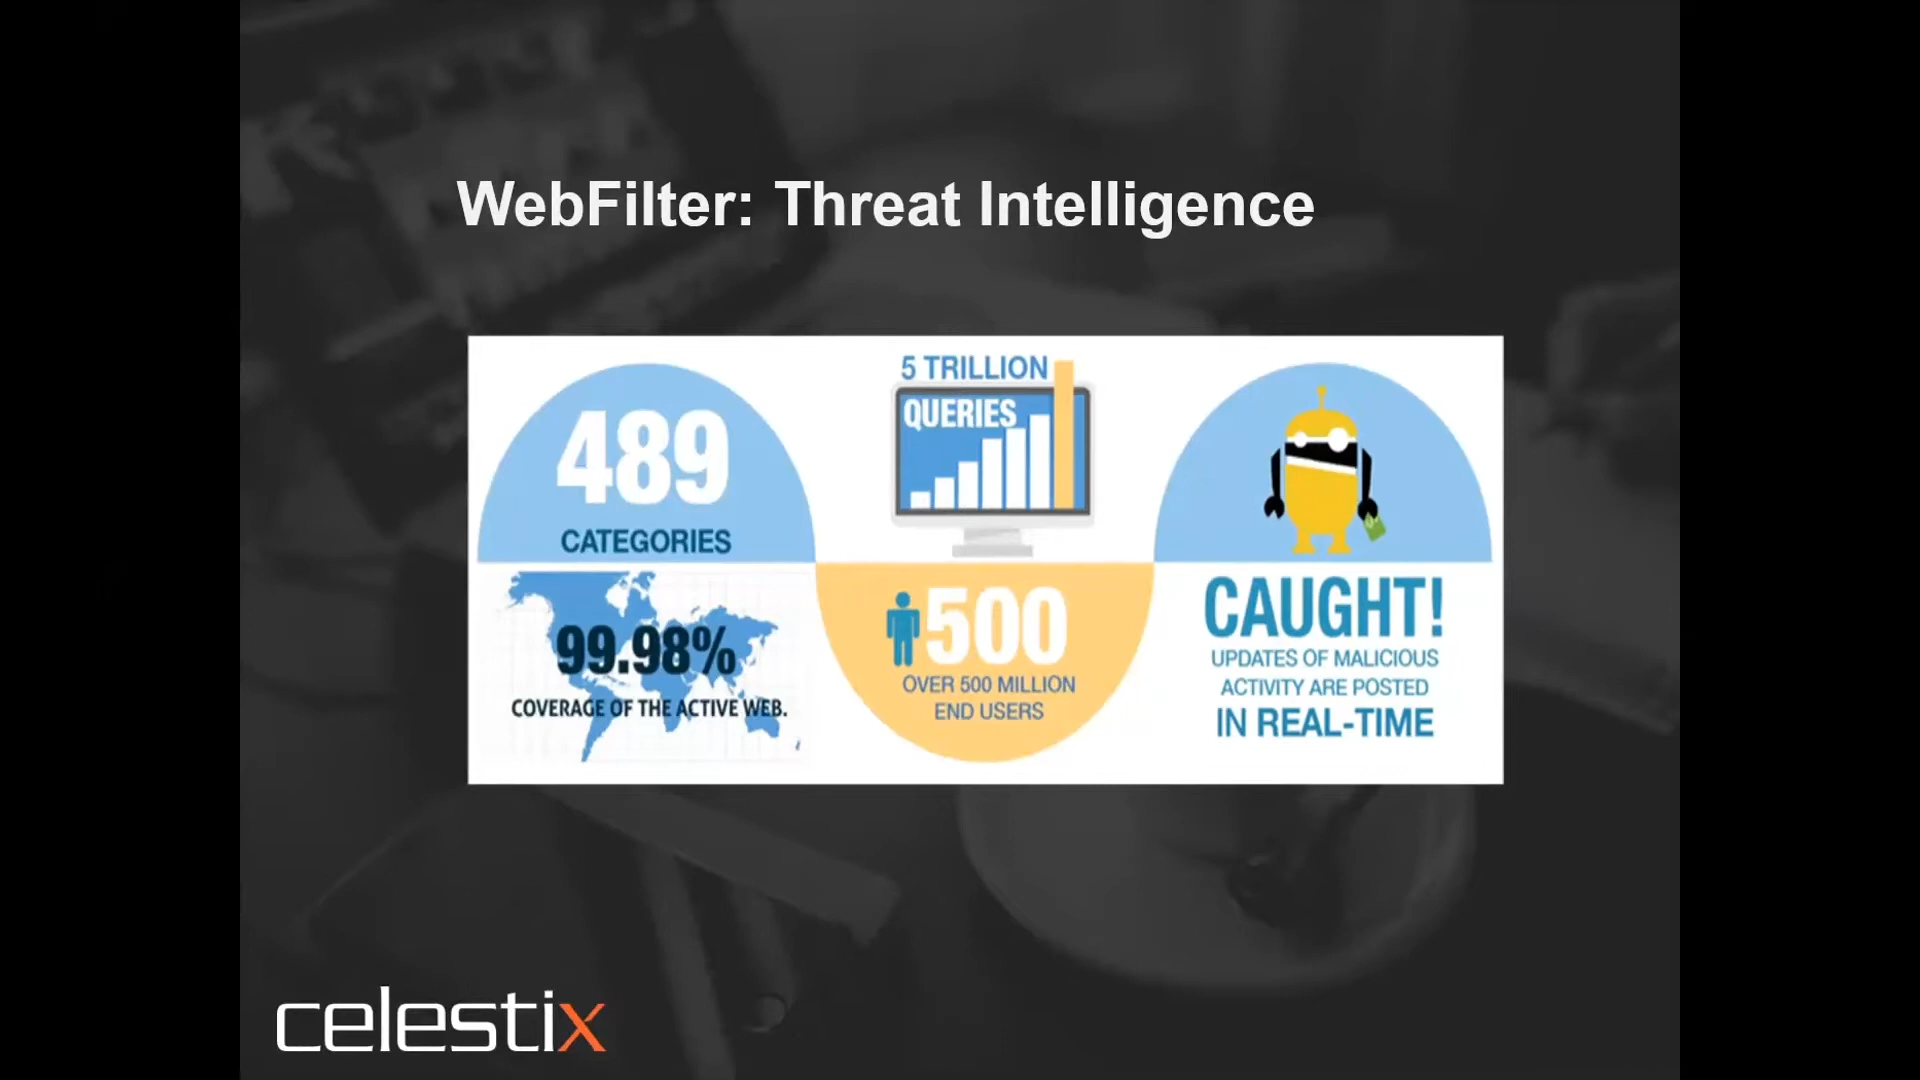 WebFilter: Threat Intelligence
489
CATEGORIES
99.98%
COVERAGE OF THE ACTIVE WEB.
5 TRILLION
QUERIES
500
OVER 500 MILLION
END USERS
CAUGHT!
UPDATES OF MALICIOUS
ACTIVITY ARE POSTED
IN REAL-TIME
celestix